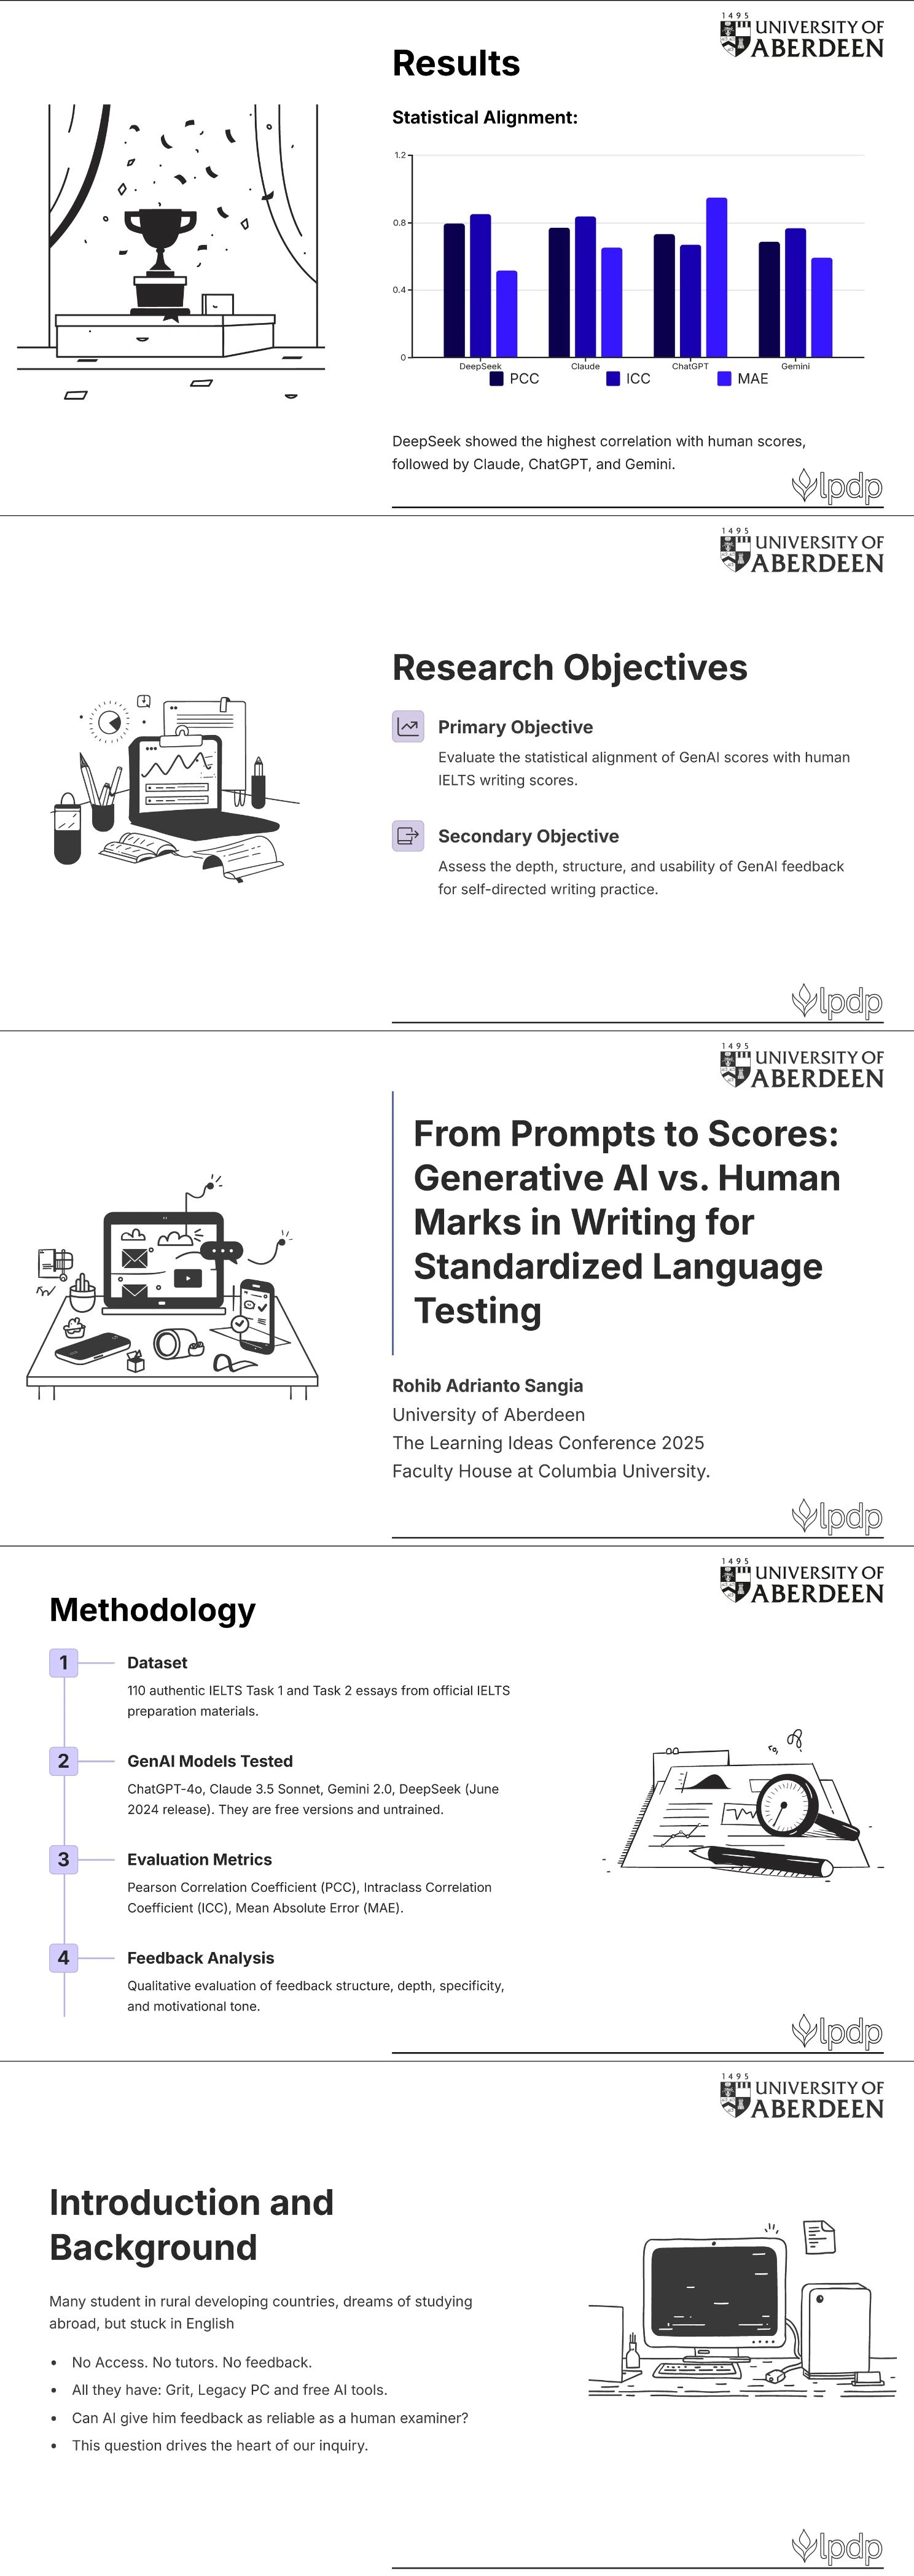 1495
UNIVERSITY OF
ABERDEEN
Results
Statistical Alignment:
1.2
0.8
0.4
0
DeepSeek
Claude
ChatGPT
Gemini
PCC
ICC
MAE
DeepSeek showed the highest correlation with human scores,
followed by Claude, ChatGPT, and Gemini.
lpdp
1495
UNIVERSITY OF
ABERDEEN
Research Objectives
Primary Objective
Evaluate the statistical alignment of GenAI scores with human
IELTS writing scores.
Secondary Objective
Assess the depth, structure, and usability of GenAI feedback
for self-directed writing practice.
lpdp
1495
UNIVERSITY OF
ABERDEEN
From Prompts to Scores:
Generative AI vs. Human
Marks in Writing for
Standardized Language
Testing
Rohib Adrianto Sangia
University of Aberdeen
The Learning Ideas Conference 2025
Faculty House at Columbia University.
lpdp
1495
UNIVERSITY OF
ABERDEEN
Methodology
1
Dataset
110 authentic IELTS Task 1 and Task 2 essays from official IELTS
preparation materials.
2
GenAI Models Tested
ChatGPT-4o, Claude 3.5 Sonnet, Gemini 2.0, DeepSeek (June
2024 release). They are free versions and untrained.
3
Evaluation Metrics
Pearson Correlation Coefficient (PCC), Intraclass Correlation
Coefficient (ICC), Mean Absolute Error (MAE).
4
Feedback Analysis
Qualitative evaluation of feedback structure, depth, specificity,
and motivational tone.
lpdp
1495
UNIVERSITY OF
ABERDEEN
Introduction and
Background
Many student in rural developing countries, dreams of studying
abroad, but stuck in English
• No Access. No tutors. No feedback.
• All they have: Grit, Legacy PC and free AI tools.
• Can AI give him feedback as reliable as a human examiner?
• This question drives the heart of our inquiry.
lpdp